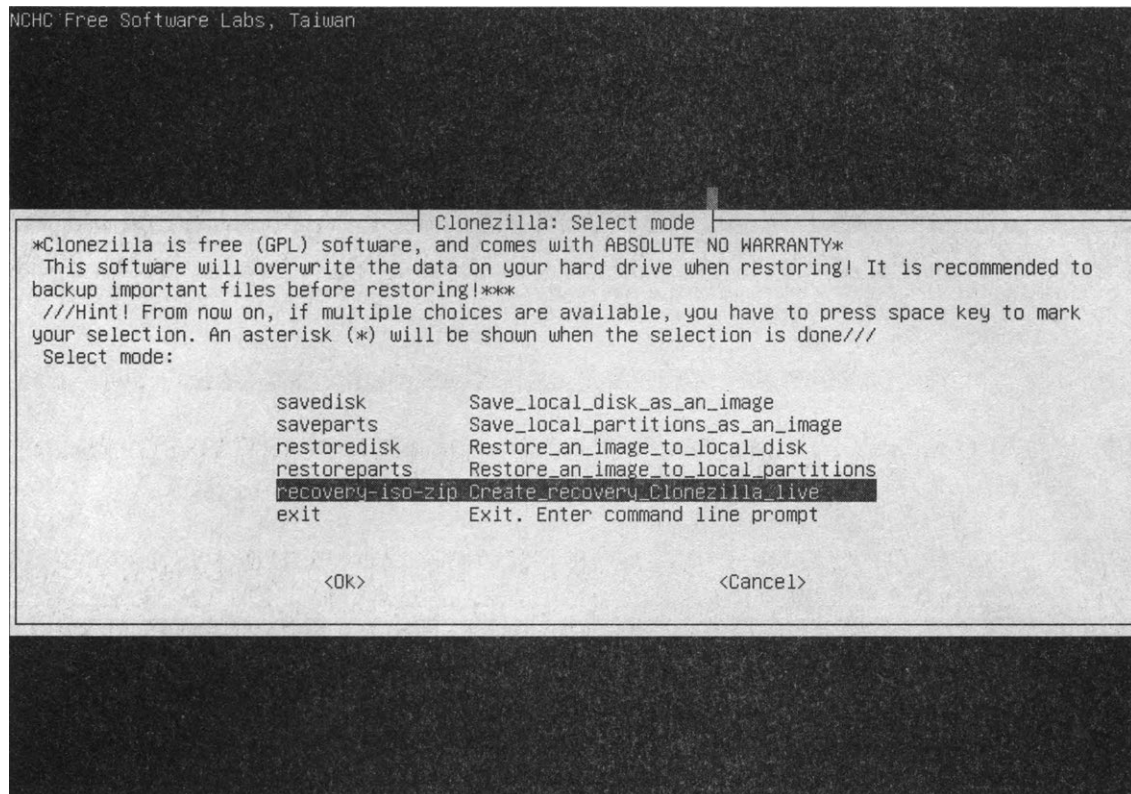 NCHC Free Software Labs, Taiwan
Clonezilla: Select mode
*Clonezilla is free (GPL) software, and comes with ABSOLUTE NO WARRANTY*
This software will overwrite the data on your hard drive when restoring! It is recommended to
backup important files before restoring!***
///Hint! From now on, if multiple choices are available, you have to press space key to mark
your selection. An asterisk (*) will be shown when the selection is done///
Select mode:
savedisk Save_local_disk_as_an_image
saveparts Save_local_partitions_as_an_image
restoredisk Restore_an_image_to_local_disk
restoreparts Restore_an_image_to_local_partitions
recovery-iso-zip Create_recovery_Clonezilla_live
exit Exit. Enter command line prompt
<Ok> <Cancel>